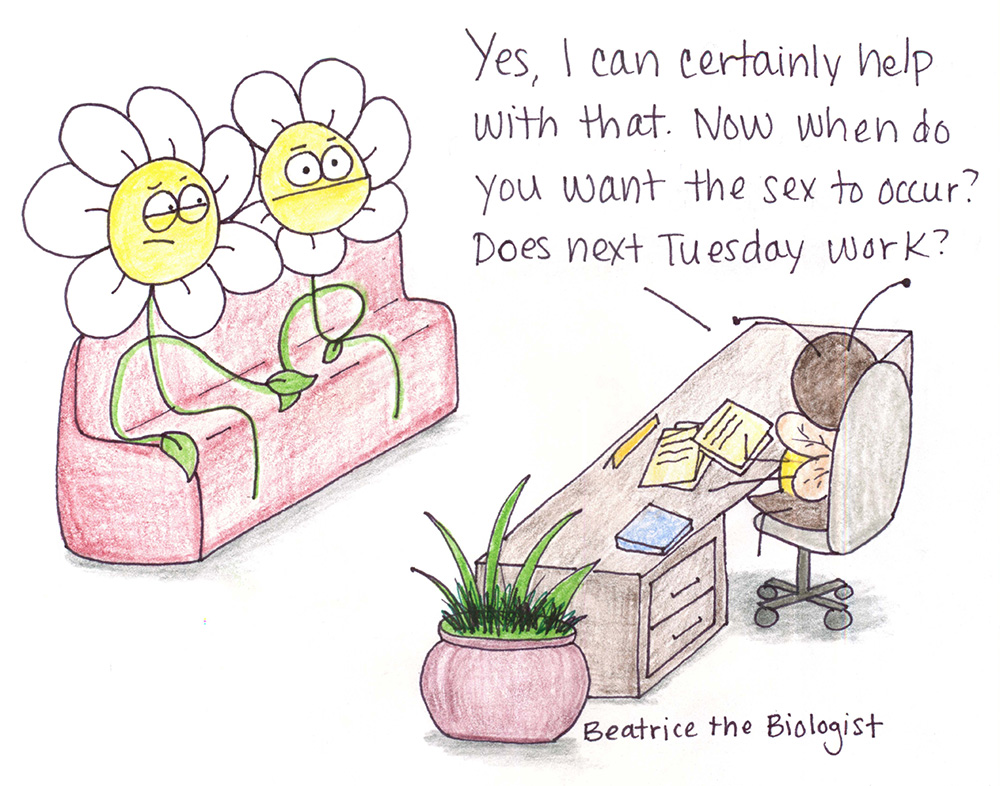 Yes, I can certainly help
with that. Now when do
you want the sex to occur?
Does next Tuesday work?
Beatrice the Biologist